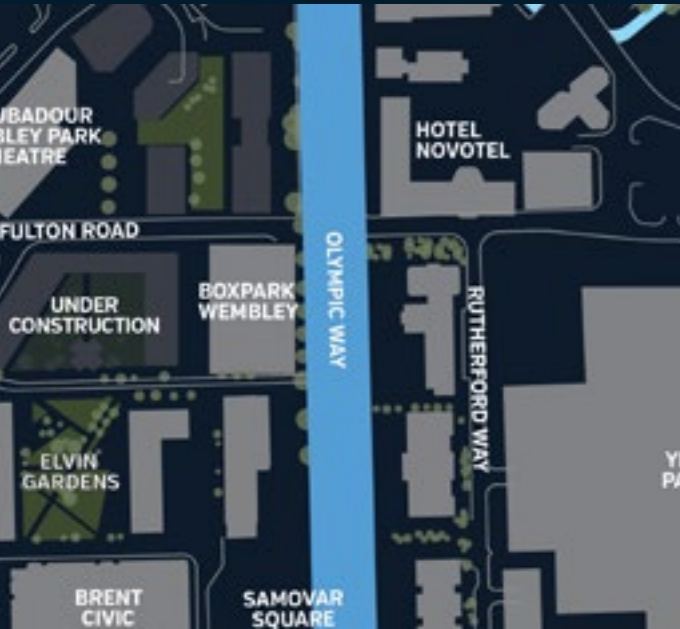 UBADOUR
BLEY PARK
HEATRE
HOTEL
NOVOTEL
FULTON ROAD
OLYMPIC WAY
BOXPARK
WEMBLEY
UNDER
CONSTRUCTION
RUTHERFORD WAY
ELVIN
GARDENS
BRENT
CIVIC
SAMOVAR
SQUARE